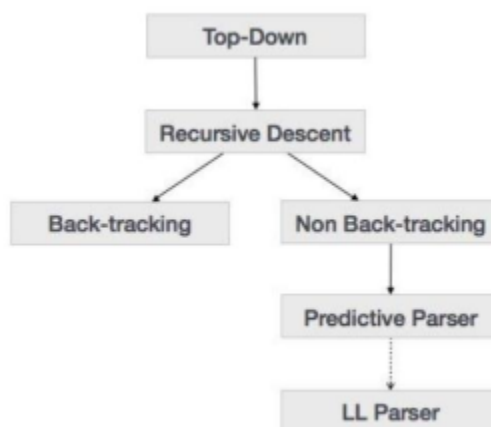 Top-Down
Recursive Descent
Back-tracking
Non Back-tracking
Predictive Parser
LL Parser